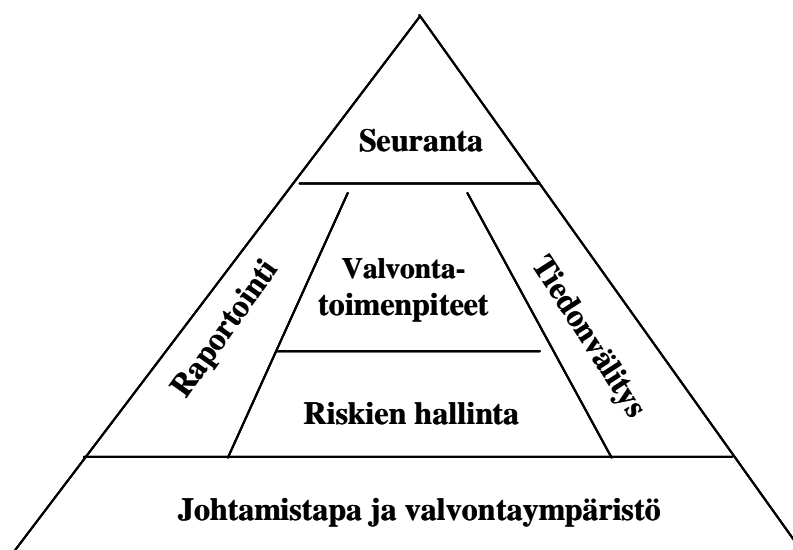 Seuranta
Raportointi
Valvonta-
toimenpiteet
Tiedonvälitys
Riskien hallinta
Johtamistapa ja valvontaympäristö